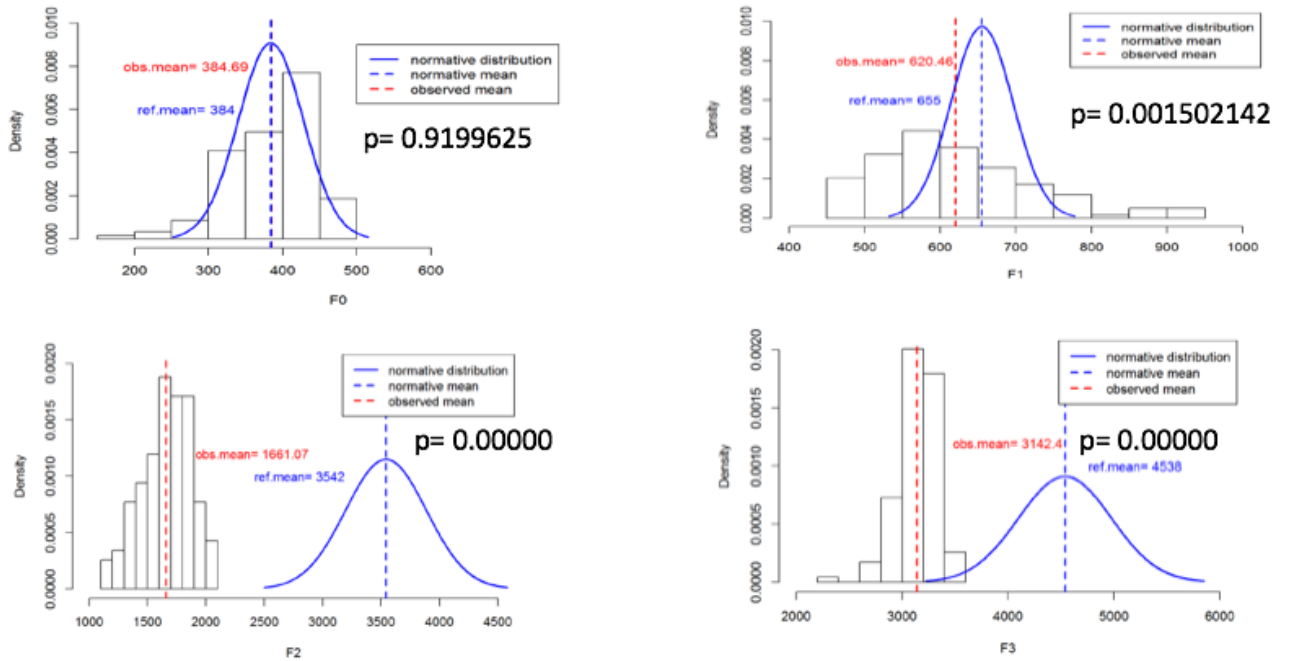 0.010
0.008
0.006
0.004
0.002
0.000
Density
obs.mean= 384.69
ref.mean= 384
normative distribution
normative mean
observed mean
p= 0.9199625
200 300 400 500 600
F0
0.010
0.008
0.006
0.004
0.002
0.000
Density
obs.mean= 620.46
ref.mean= 655
normative distribution
normative mean
observed mean
p= 0.001502142
400 500 600 700 800 900 1000
F1
0.0020
0.0015
0.0010
0.0005
0.0000
Density
normative distribution
normative mean
observed mean
p= 0.00000
obs.mean= 1661.07
ref.mean= 3542
1000 1500 2000 2500 3000 3500 4000 4500
F2
0.0020
0.0015
0.0010
0.0005
0.0000
Density
normative distribution
normative mean
observed mean
obs.mean= 3142.4
p= 0.00000
ref.mean= 4538
2000 3000 4000 5000 6000
F3